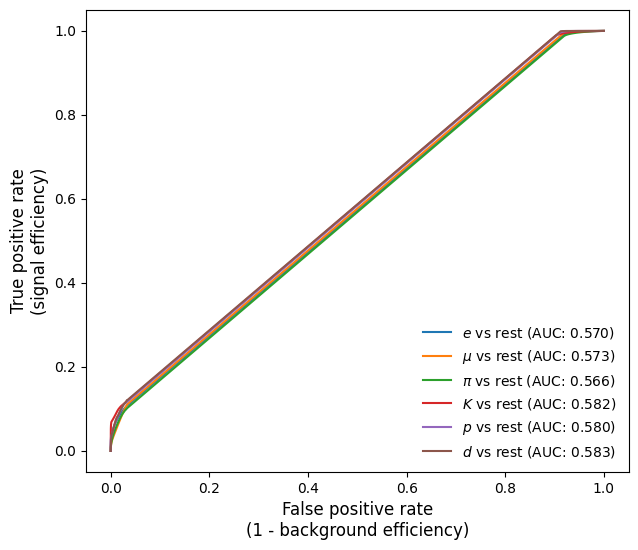 1.0
0.8
0.6
0.4
0.2
0.0
True positive rate
(signal efficiency)
e vs rest (AUC: 0.570)
μ vs rest (AUC: 0.573)
π vs rest (AUC: 0.566)
K vs rest (AUC: 0.582)
p vs rest (AUC: 0.580)
d vs rest (AUC: 0.583)
0.0 0.2 0.4 0.6 0.8 1.0
False positive rate
(1 - background efficiency)